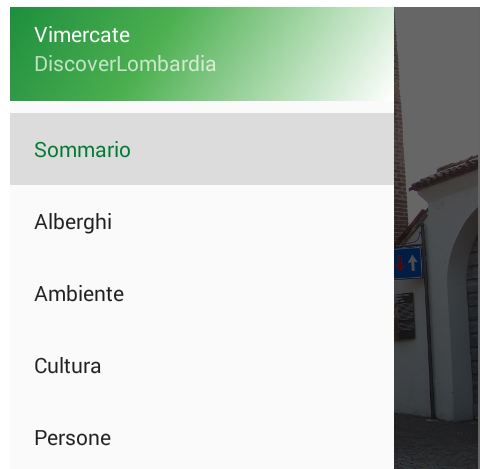 Vimercate
DiscoverLombardia
Sommario
Alberghi
Ambiente
Cultura
Persone